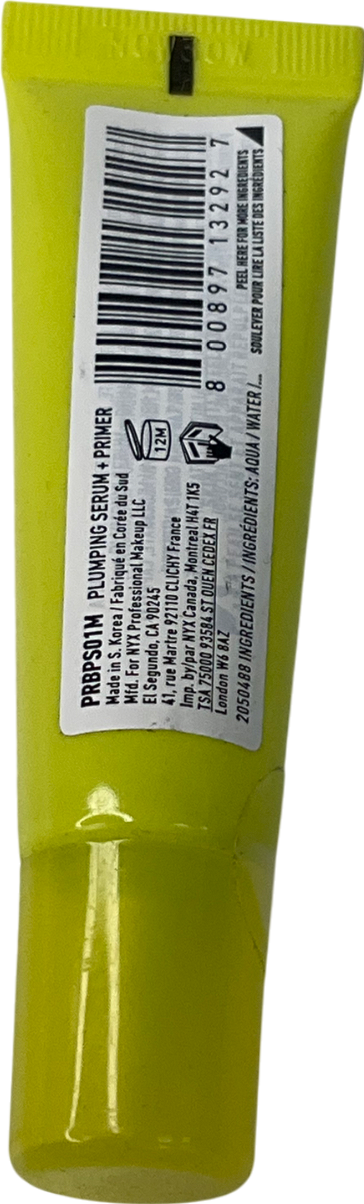 PRBPS01M / PLUMPING SERUM + PRIMER
Made in S. Korea / Fabriqué en Corée du Sud
Mfd. For NYX Professional Makeup LLC
El Segundo, CA 90245
41, rue Martre 92110 CLICHY France
Imp. by/par NYX Canada, Montreal H4T 1K5
TSA 75000 93584 ST OUEN CEDEX FR
London W6 8AZ
2050488 INGREDIENTS / INGRÉDIENTS: AQUA / WATER /...
12M
8 00897 13292 7
PEEL HERE FOR MORE INGREDIENTS
SOULEVER POUR LIRE LA LISTE DES INGRÉDIENTS